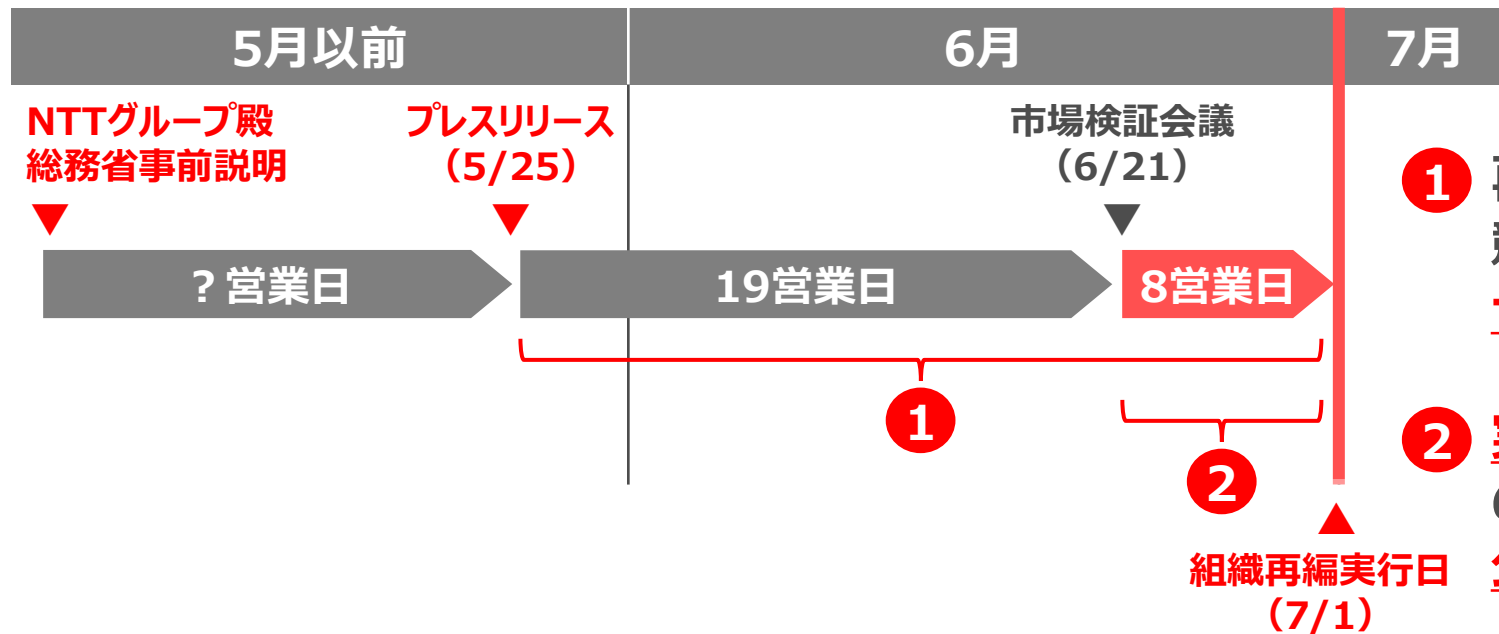 5月以前
6月
7月
NTTグループ殿
総務省事前説明
プレスリリース
（5/25）
市場検証会議
（6/21）
？営業日
19営業日
8営業日
1
2
1
2
組織再編実行日
（7/1）